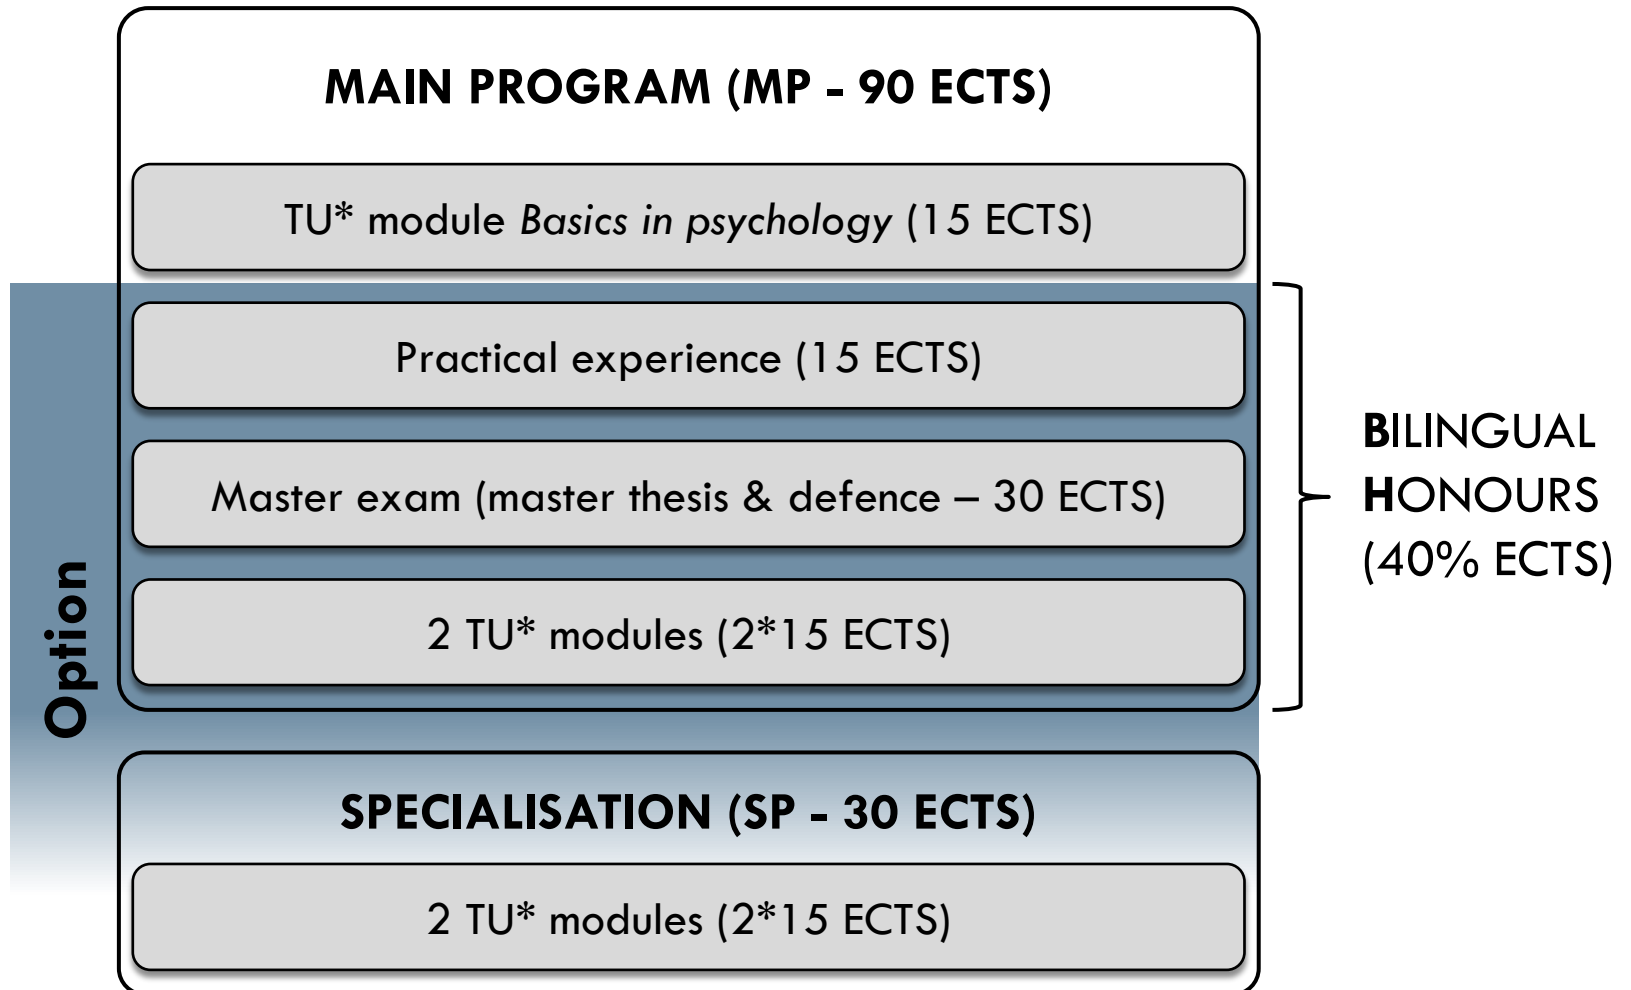 MAIN PROGRAM (MP - 90 ECTS)
TU* module Basics in psychology (15 ECTS)
Practical experience (15 ECTS)
Master exam (master thesis & defence – 30 ECTS)
2 TU* modules (2*15 ECTS)
Option
BILINGUAL
HONOURS
(40% ECTS)
SPECIALISATION (SP - 30 ECTS)
2 TU* modules (2*15 ECTS)